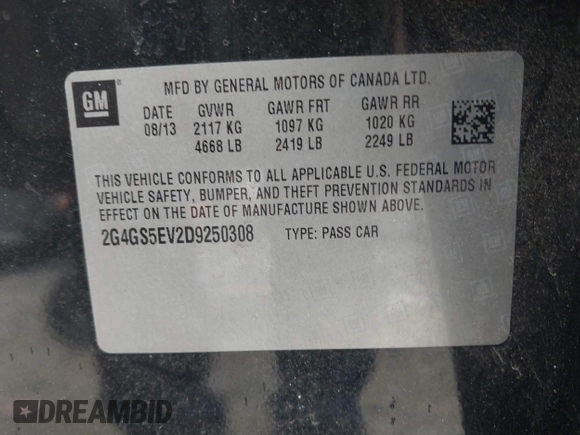 GM
MFD BY GENERAL MOTORS OF CANADA LTD.
DATE GVWR GAWR FRT GAWR RR
08/13 2117 KG 1097 KG 1020 KG
4668 LB 2419 LB 2249 LB
THIS VEHICLE CONFORMS TO ALL APPLICABLE U.S. FEDERAL MOTOR
VEHICLE SAFETY, BUMPER, AND THEFT PREVENTION STANDARDS IN
EFFECT ON THE DATE OF MANUFACTURE SHOWN ABOVE.
2G4GS5EV2D9250308 TYPE: PASS CAR
DREAMBID